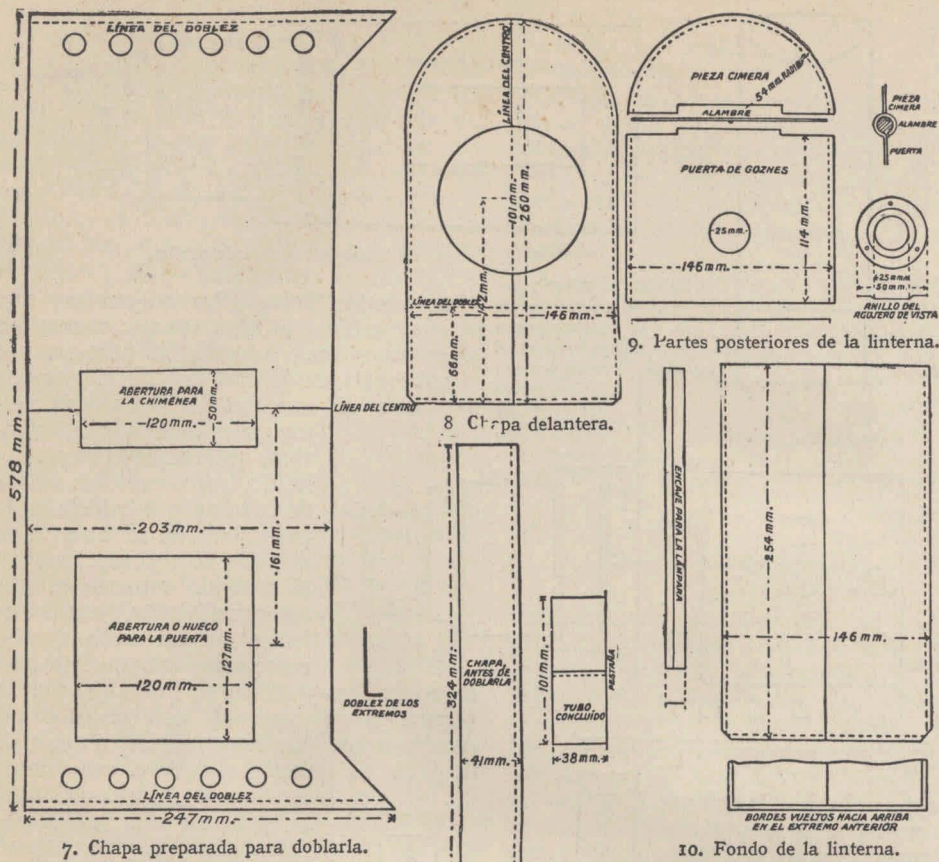 LÍNEA DEL DOBLEZ
578 mm.
ABERTURA PARA
LA CHIMÉNEA
120mm.
50mm.
LÍNEA DEL CENTRO
203mm.
161mm.
ABERTURA O HUECO
PARA LA PUERTA
127mm.
120mm.
LÍNEA DEL DOBLEZ
247mm.
7. Chapa preparada para doblarla.
DOBLEZ DE LOS
EXTREMOS
LÍNEA DEL CENTRO
101mm.
260mm.
142mm.
LÍNEA DEL DOBLEZ
146mm.
66mm.
8 Chapa delantera.
324mm.
CHAPA,
ANTES DE
DOBLARLA
41mm.
101mm.
PESTAÑA
TUBO
CONCLUÍDO
38mm.
PIEZA CIMERA
54mm. RADIO
ALAMBRE
PUERTA DE GOZNES
25mm.
114mm.
146mm.
PIEZA
CIMERA
ALAMBRE
PUERTA
25mm
50mm.
ANILLO DEL
AGUJERO DE VISTA
9. Partes posteriores de la linterna.
ENCAJE PARA LA LÁMPARA
254mm.
146mm.
BORDES VUELTOS HACIA ARRIBA
EN EL EXTREMO ANTERIOR
10. Fondo de la linterna.